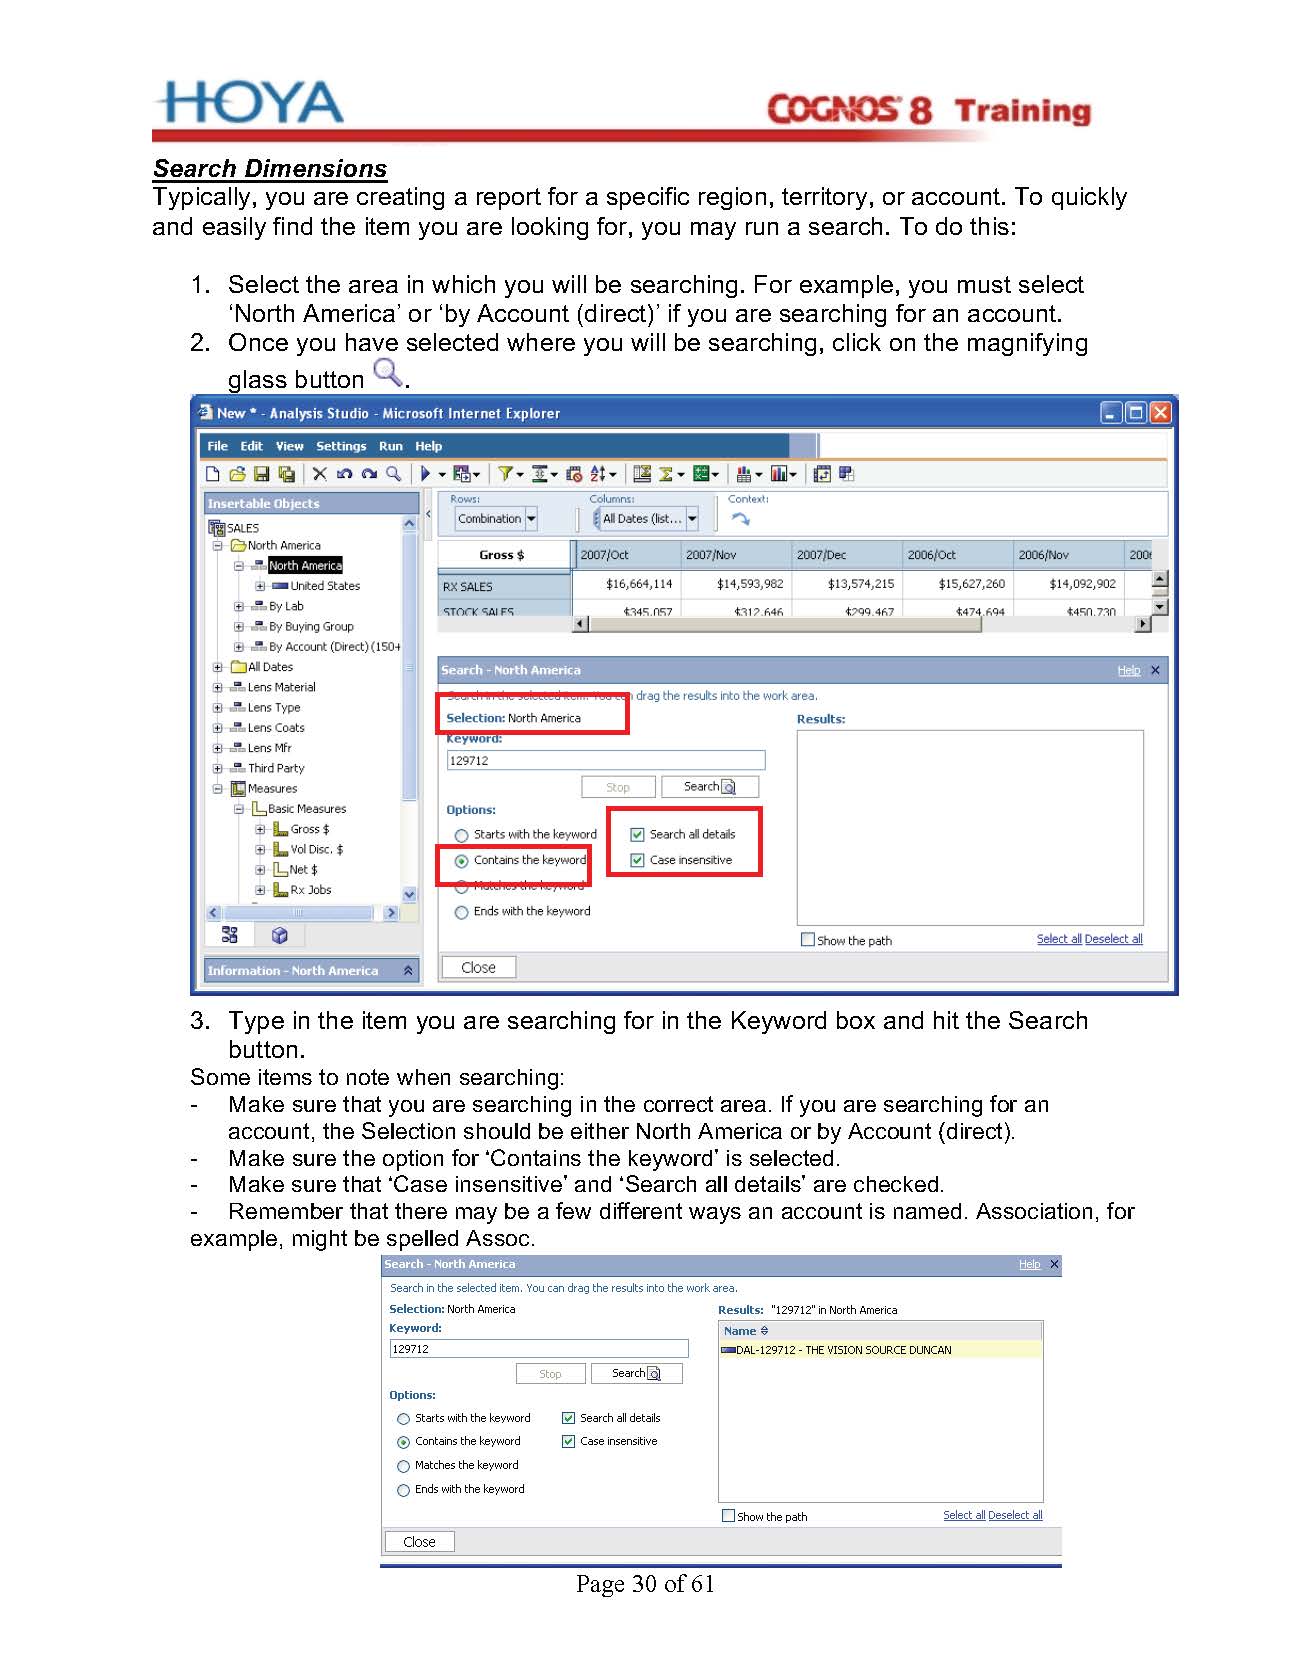 HOYA
COGNOS 8 Training
Search Dimensions
Typically, you are creating a report for a specific region, territory, or account. To quickly
and easily find the item you are looking for, you may run a search. To do this:
1. Select the area in which you will be searching. For example, you must select
‘North America’ or ‘by Account (direct)’ if you are searching for an account.
2. Once you have selected where you will be searching, click on the magnifying
glass button .
New * - Analysis Studio - Microsoft Internet Explorer
File Edit View Settings Run Help
Insertable Objects
SALES
North America
North America
United States
By Lab
By Buying Group
By Account (Direct) (150+
All Dates
Lens Material
Lens Type
Lens Coats
Lens Mfr
Third Party
Measures
Basic Measures
Gross $
Vol Disc. $
Net $
Rx Jobs
Information - North America
Rows:
Combination
Columns:
All Dates (list...
Context:
Gross $ 2007/Oct 2007/Nov 2007/Dec 2006/Oct 2006/Nov 200
RX SALES $16,664,114 $14,593,982 $13,574,215 $15,627,260 $14,092,902
STOCK SALES $345,057 $312,646 $299,467 $474,694 $450,730
Search - North America Help
Search in the selected item. You can drag the results into the work area.
Selection: North America
Results:
Keyword:
129712
Stop Search
Options:
Starts with the keyword Search all details
Contains the keyword Case insensitive
Matches the keyword
Ends with the keyword
Show the path Select all Deselect all
Close
3. Type in the item you are searching for in the Keyword box and hit the Search
button.
Some items to note when searching:
- Make sure that you are searching in the correct area. If you are searching for an
account, the Selection should be either North America or by Account (direct).
- Make sure the option for ‘Contains the keyword’ is selected.
- Make sure that ‘Case insensitive’ and ‘Search all details’ are checked.
- Remember that there may be a few different ways an account is named. Association, for
example, might be spelled Assoc.
Search - North America Help
Search in the selected item. You can drag the results into the work area.
Selection: North America
Results: "129712" in North America
Keyword:
Name
129712
DAL-129712 - THE VISION SOURCE DUNCAN
Stop Search
Options:
Starts with the keyword Search all details
Contains the keyword Case insensitive
Matches the keyword
Ends with the keyword
Show the path Select all Deselect all
Close
Page 30 of 61